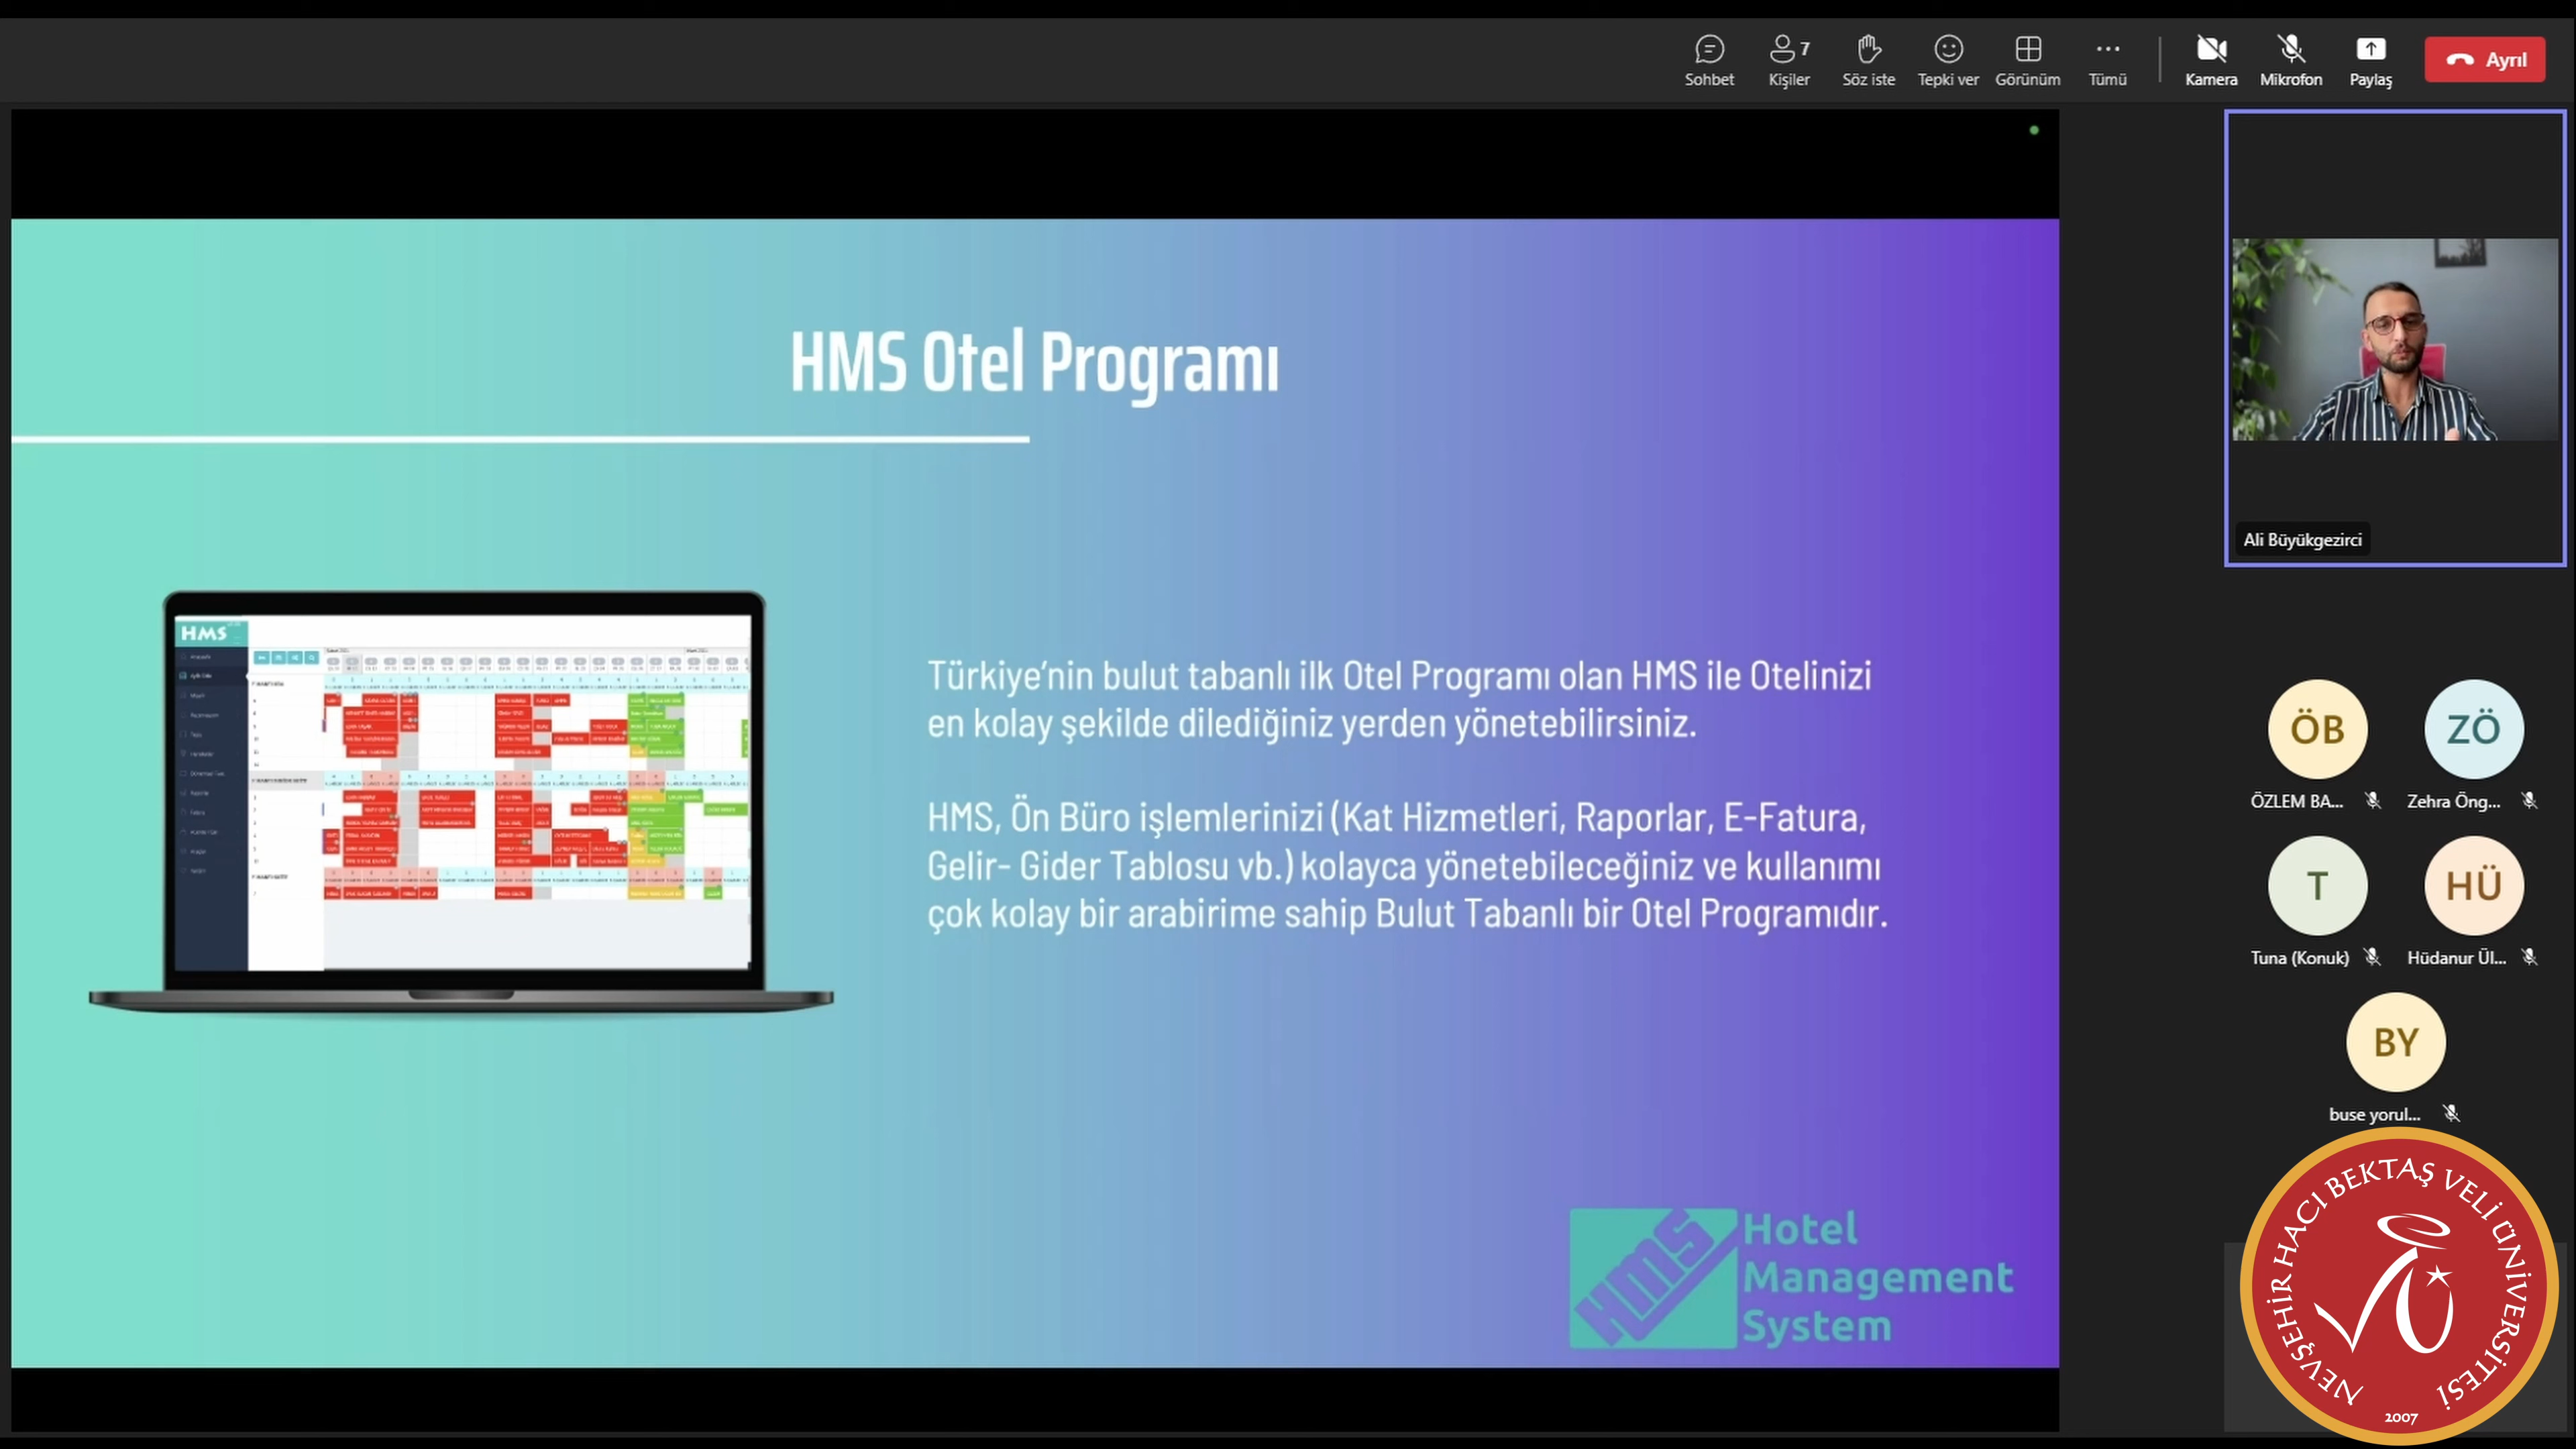 Sohbet
7
Kişiler
Söz iste
Tepki ver
Görünüm
Tümü
Kamera
Mikrofon
Paylaş
Ayrıl
HMS Otel Programı
HMS
Türkiye'nin bulut tabanlı ilk Otel Programı olan HMS ile Otelinizi
en kolay şekilde dilediğiniz yerden yönetebilirsiniz.
HMS, Ön Büro işlemlerinizi (Kat Hizmetleri, Raporlar, E-Fatura,
Gelir- Gider Tablosu vb.) kolayca yönetebileceğiniz ve kullanımı
çok kolay bir arabirime sahip Bulut Tabanlı bir Otel Programıdır.
HMS
Hotel
Management
System
Ali Büyükgezirci
ÖB
ÖZLEM BA...
ZÖ
Zehra Öng...
T
Tuna (Konuk)
HÜ
Hüdanur Ül...
BY
buse yorul...
NEVŞEHİR HACI BEKTAŞ VELİ ÜNİVERSİTESİ
2007